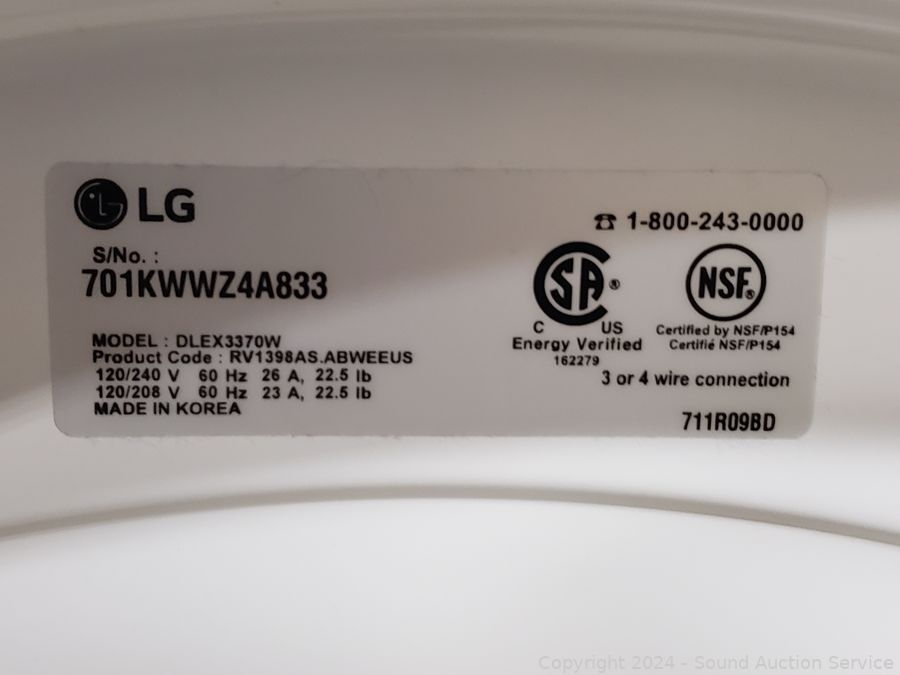 LG
S/No. :
701KWWZ4A833
MODEL : DLEX3370W
Product Code : RV1398AS.ABWEEUS
120/240 V 60 Hz 26 A, 22.5 lb
120/208 V 60 Hz 23 A, 22.5 lb
MADE IN KOREA
☎ 1-800-243-0000
SA®
C US
Energy Verified
162279
NSF®
Certified by NSF/P154
Certifié NSF/P154
3 or 4 wire connection
711R09BD
Copyright 2024 - Sound Auction Service